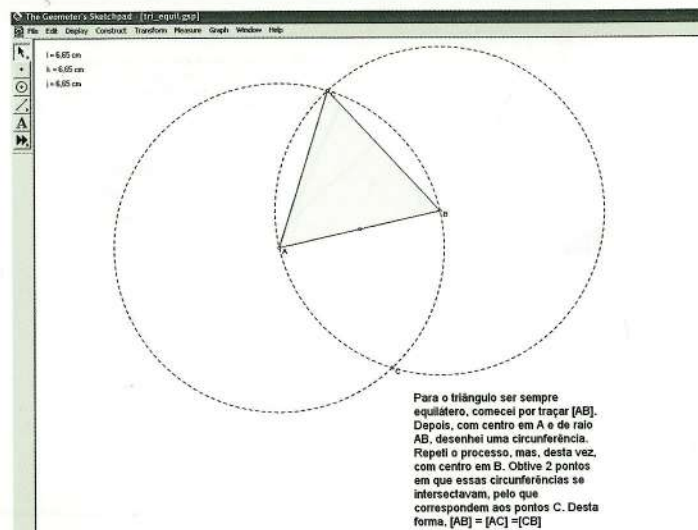 The Geometer's Sketchpad - [tri_equil.gsp]
File Edit Display Construct Transform Measure Graph Window Help
l = 6,65 cm
k = 6,65 cm
j = 6,65 cm
A
B
A
C
Para o triângulo ser sempre
equilátero, comecei por traçar [AB].
Depois, com centro em A e de raio
AB, desenhei uma circunferência.
Repeti o processo, mas, desta vez,
com centro em B. Obtive 2 pontos
em que essas circunferências se
intersectavam, pelo que
correspondem aos pontos C. Desta
forma, [AB] = [AC] =[CB]